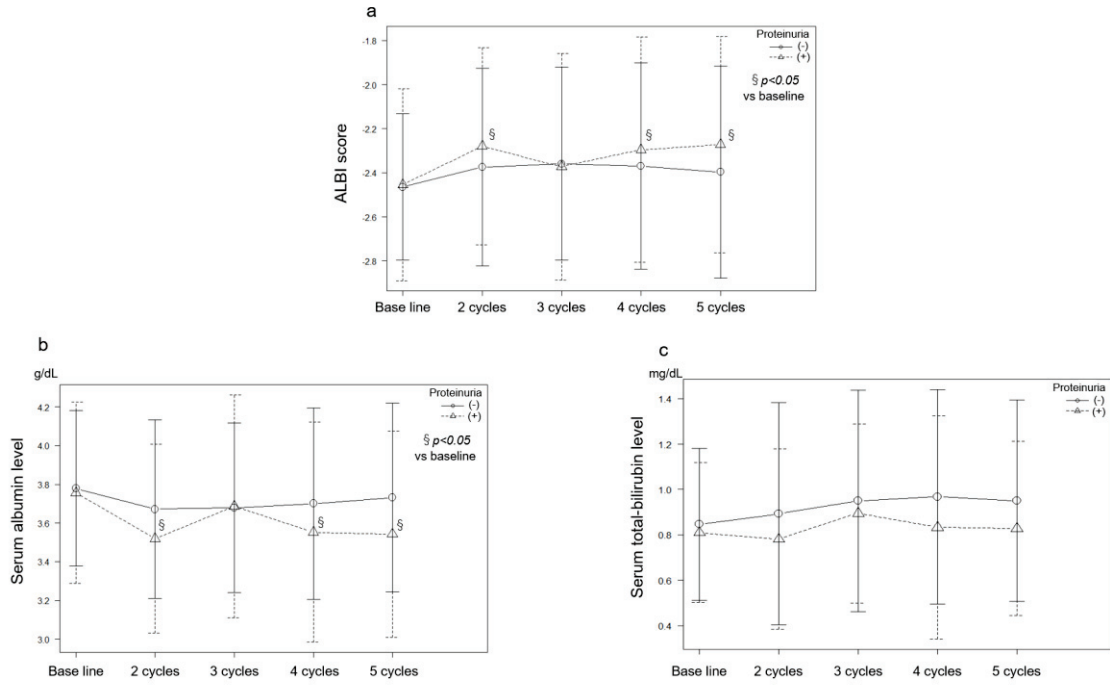 a
ALBI score
-1.8
-2.0
-2.2
-2.4
-2.6
-2.8
Proteinuria
(-)
(+)
§ p<0.05
vs baseline
§
§
§
Base line 2 cycles 3 cycles 4 cycles 5 cycles
b
g/dL
Serum albumin level
4.2
4.0
3.8
3.6
3.4
3.2
3.0
Proteinuria
(-)
(+)
§ p<0.05
vs baseline
§
§
§
Base line 2 cycles 3 cycles 4 cycles 5 cycles
c
mg/dL
Serum total-bilirubin level
1.4
1.2
1.0
0.8
0.6
0.4
Proteinuria
(-)
(+)
Base line 2 cycles 3 cycles 4 cycles 5 cycles